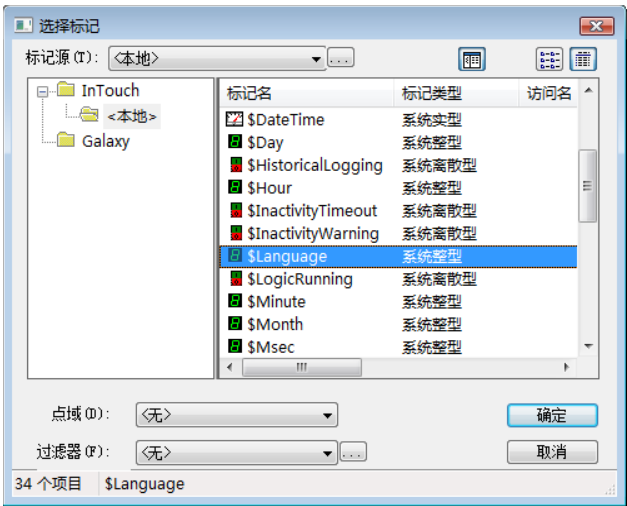 选择标记
标记源(T): <本地> ...
InTouch
<本地>
Galaxy
标记名 标记类型 访问名
$DateTime 系统实型
$Day 系统整型
$HistoricalLogging 系统离散型
$Hour 系统整型
$InactivityTimeout 系统离散型
$InactivityWarning 系统离散型
$Language 系统整型
$LogicRunning 系统离散型
$Minute 系统整型
$Month 系统整型
$Msec 系统整型
点域(D): <无> 确定
过滤器(F): <无> ... 取消
34 个项目 $Language